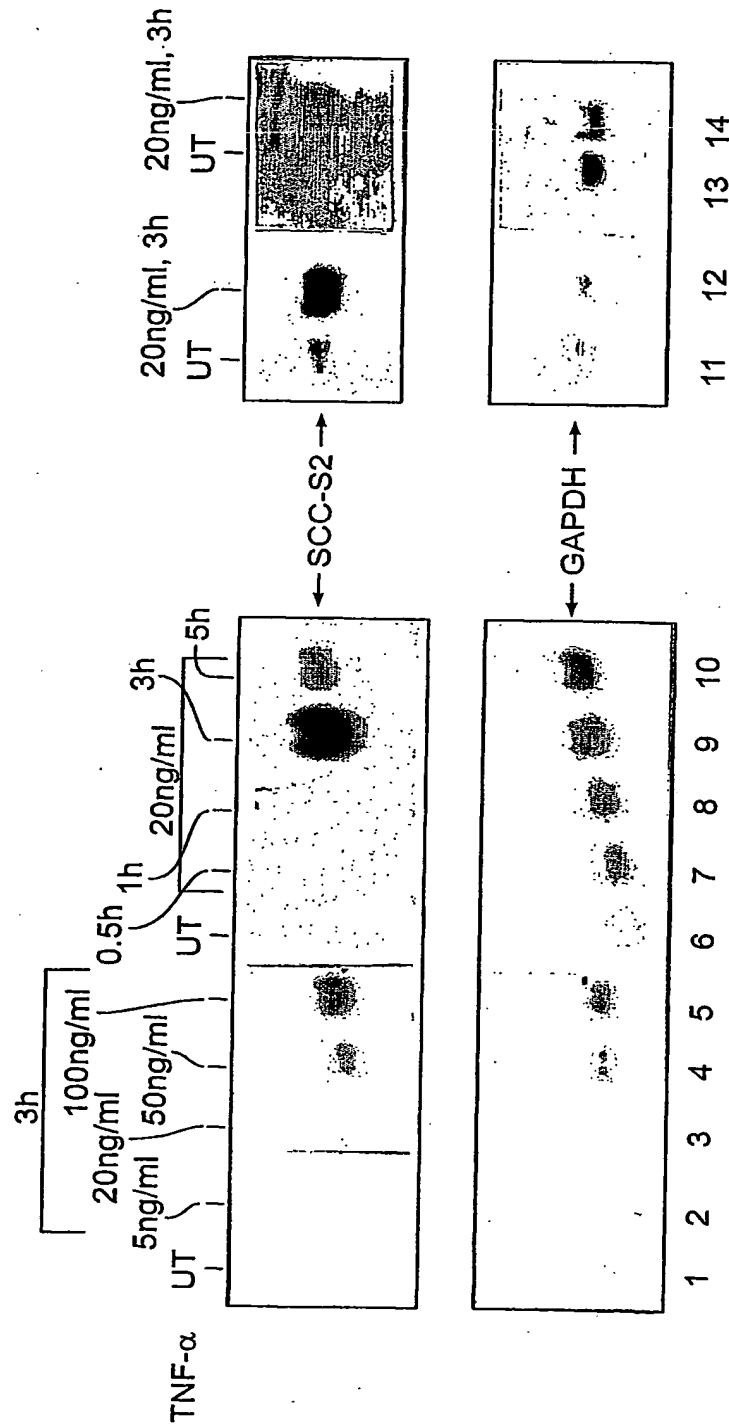 TNF-α
UT
3h
5ng/ml
20ng/ml
50ng/ml
100ng/ml
UT
20ng/ml
0.5h
1h
3h
5h
UT
20ng/ml, 3h
UT
20ng/ml, 3h
SCC-S2
GAPDH
1 2 3 4 5 6 7 8 9 10 11 12 13 14